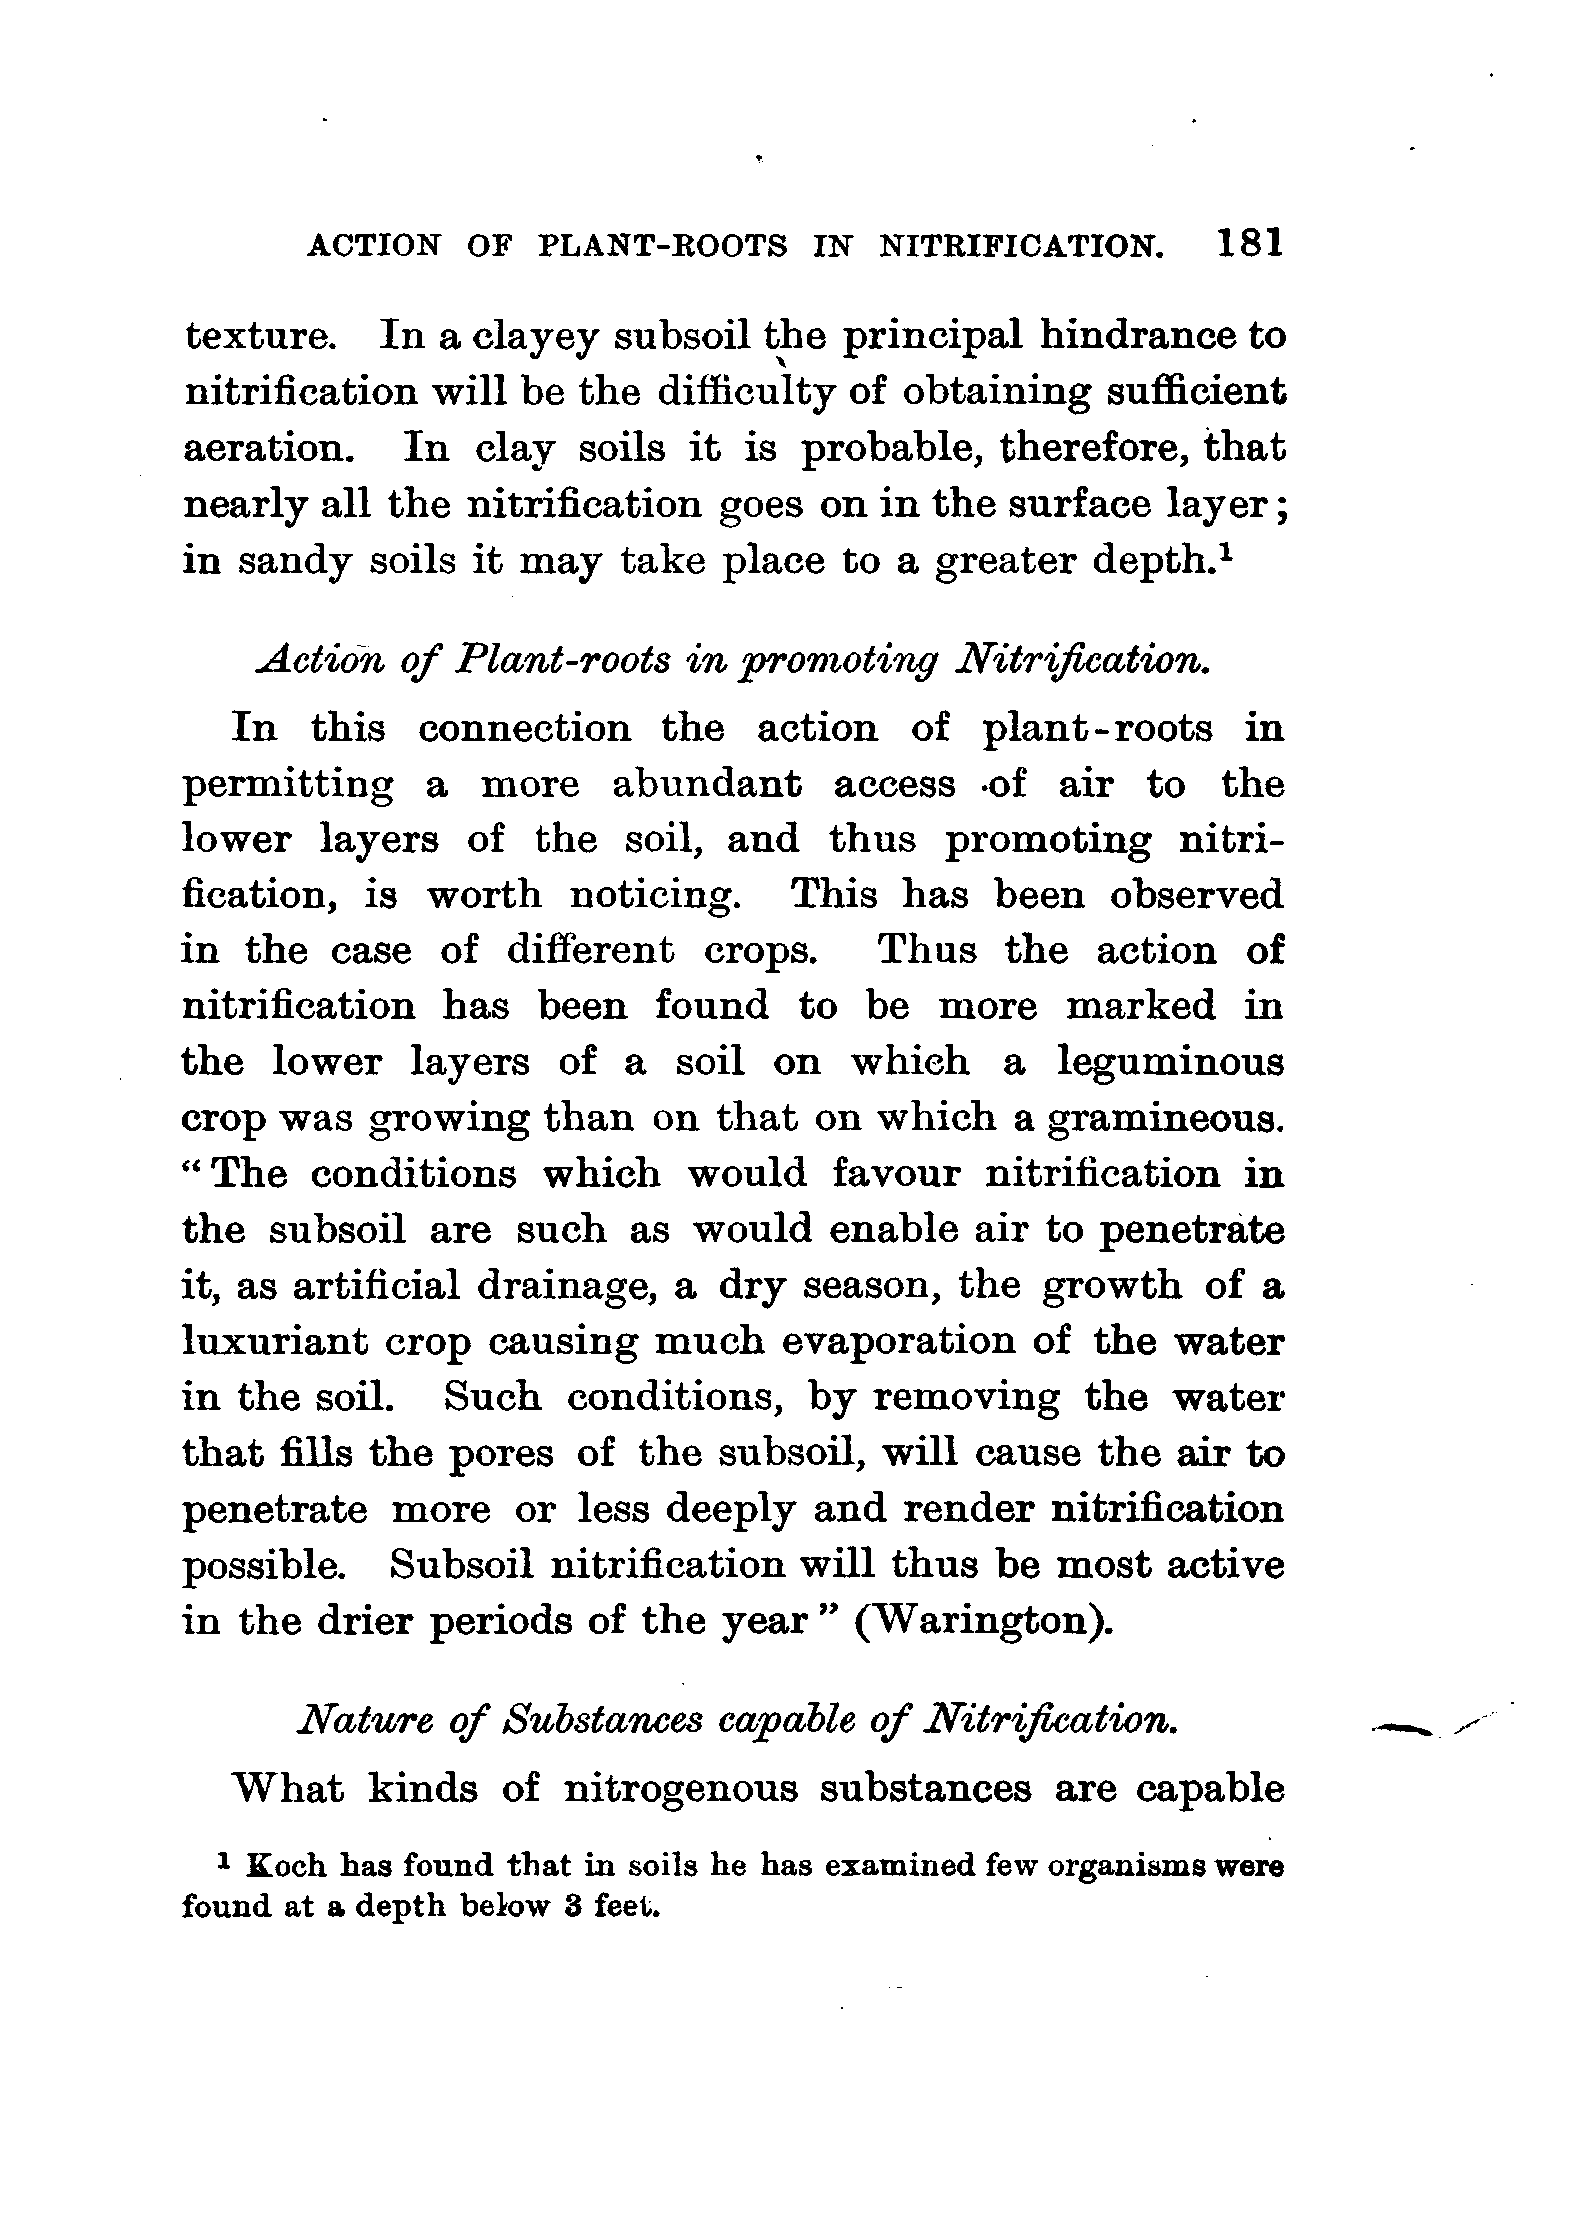 ACTION OF PLANT-ROOTS IN NITRIFICATION. 181
texture. In a clayey subsoil the principal hindrance to
nitrification will be the difficulty of obtaining sufficient
aeration. In clay soils it is probable, therefore, that
nearly all the nitrification goes on in the surface layer;
in sandy soils it may take place to a greater depth.¹
Action of Plant-roots in promoting Nitrification.
In this connection the action of plant-roots in
permitting a more abundant access of air to the
lower layers of the soil, and thus promoting nitri-
fication, is worth noticing. This has been observed
in the case of different crops. Thus the action of
nitrification has been found to be more marked in
the lower layers of a soil on which a leguminous
crop was growing than on that on which a gramineous.
"The conditions which would favour nitrification in
the subsoil are such as would enable air to penetrate
it, as artificial drainage, a dry season, the growth of a
luxuriant crop causing much evaporation of the water
in the soil. Such conditions, by removing the water
that fills the pores of the subsoil, will cause the air to
penetrate more or less deeply and render nitrification
possible. Subsoil nitrification will thus be most active
in the drier periods of the year" (Warington).
Nature of Substances capable of Nitrification.
What kinds of nitrogenous substances are capable
¹ Koch has found that in soils he has examined few organisms were
found at a depth below 3 feet.